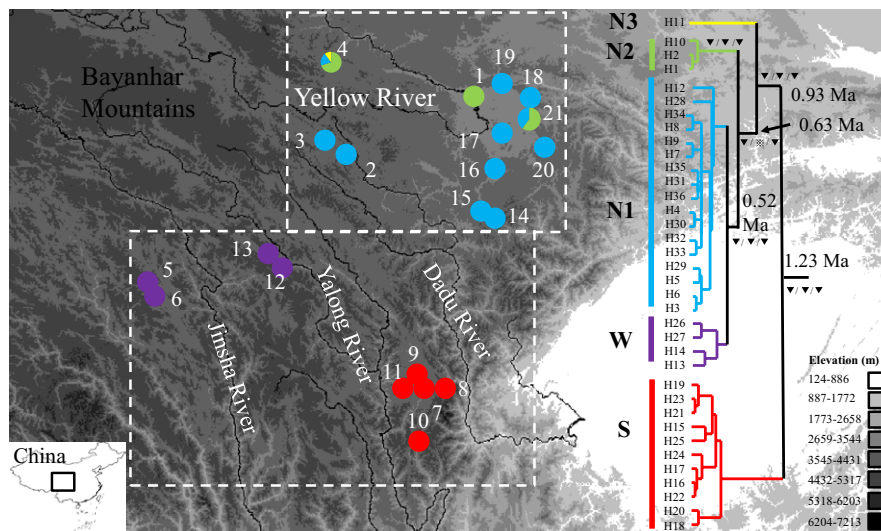 Bayanhar
Mountains
Yellow River
4
1
19
18
21
17
3
2
16
20
15
14
13
12
5
6
Jinsha River
Yalong River
Dadu River
9
11
8
7
10
China
N3
N2
N1
W
S
H11
H10
H2
H1
H12
H28
H34
H8
H9
H7
H35
H31
H36
H4
H30
H32
H33
H29
H5
H6
H3
H26
H27
H14
H13
H19
H23
H21
H15
H25
H24
H17
H16
H22
H20
H18
▼/▼/▼
▼/▼/▼
0.93 Ma
0.63 Ma
▼/※/▼
0.52
Ma
▼/▼/▼
1.23 Ma
▼/▼/▼
Elevation (m)
124-886
887-1772
1773-2658
2659-3544
3545-4431
4432-5317
5318-6203
6204-7213